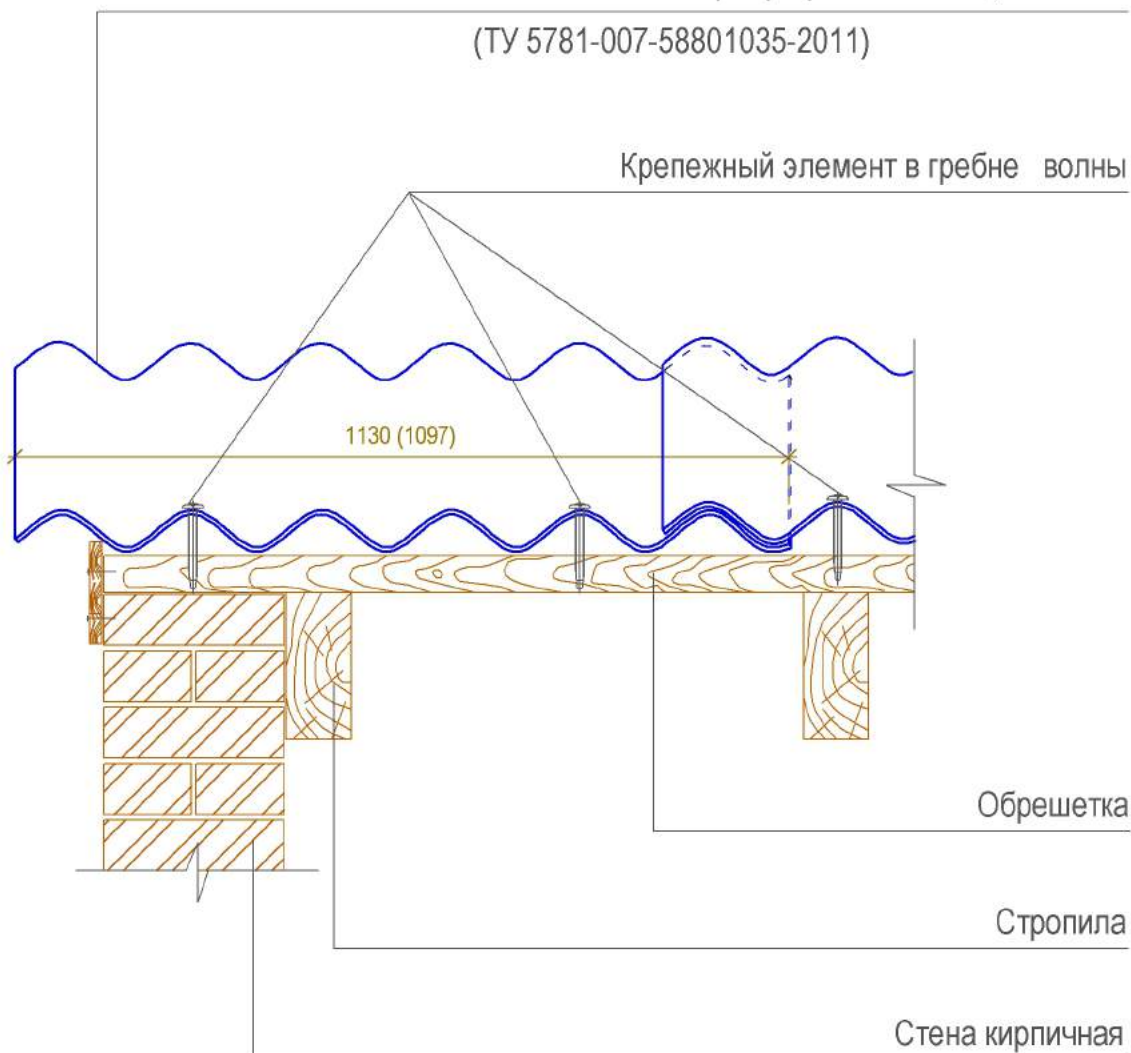 (ТУ 5781-007-58801035-2011)
Крепежный элемент в гребне волны
1130 (1097)
Обрешетка
Стропила
Стена кирпичная